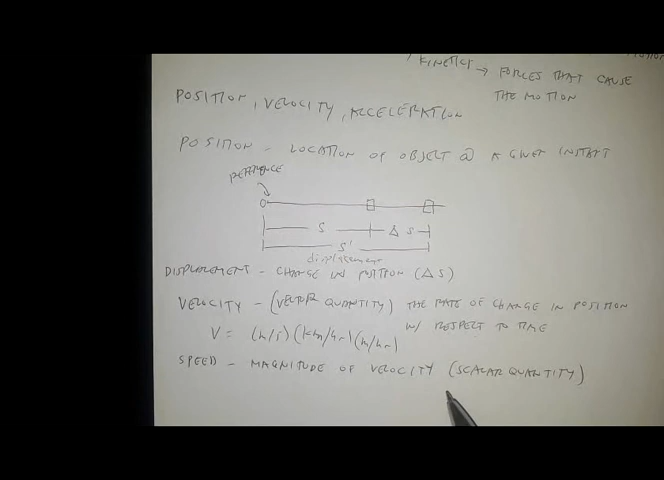 KINETICS → FORCES THAT CAUSE
THE MOTION
POSITION, VELOCITY, ACCELERATION
POSITION - LOCATION OF OBJECT @ A GIVEN INSTANT
REFERENCE
O
S Δ S
S'
displacement
DISPLACEMENT - CHANGE IN POSITION (Δ S)
VELOCITY - (VECTOR QUANTITY) THE RATE OF CHANGE IN POSITION
W/ RESPECT TO TIME
V = (m/s) (km/hr) (m/hr)
SPEED - MAGNITUDE OF VELOCITY (SCALAR QUANTITY)